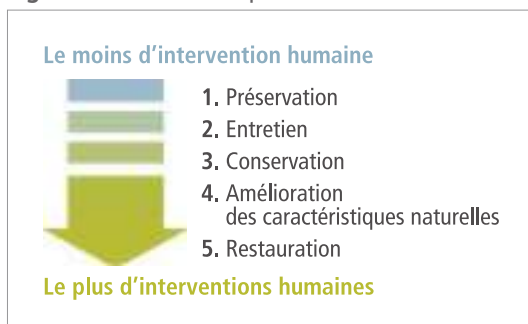 Le moins d’intervention humaine
1. Préservation
2. Entretien
3. Conservation
4. Amélioration
des caractéristiques naturelles
5. Restauration
Le plus d’interventions humaines